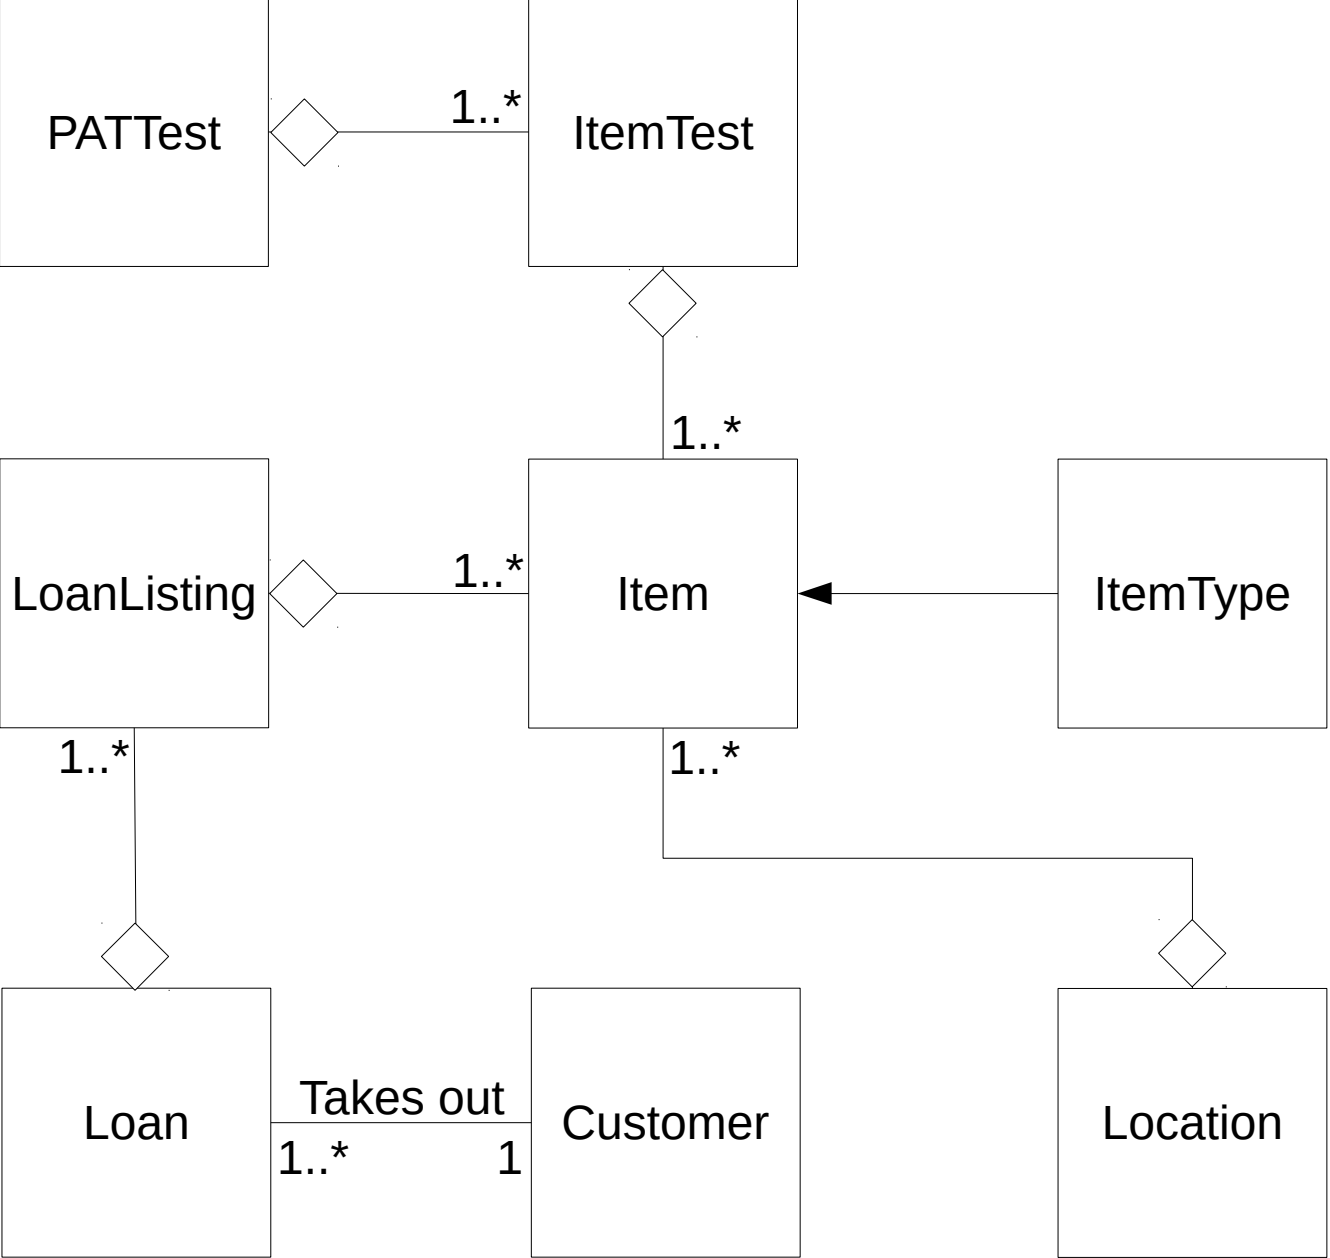 PATTest
1..*
ItemTest
1..*
LoanListing
1..*
Item
ItemType
1..*
1..*
Loan
Takes out
1..*
1
Customer
Location